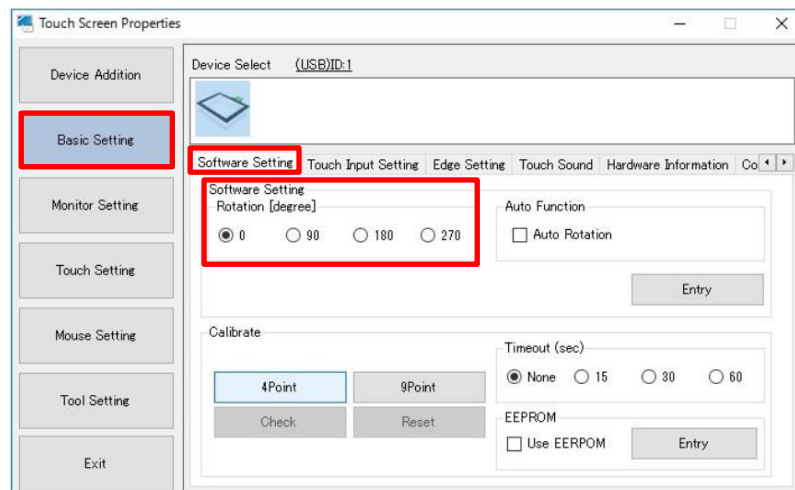 Touch Screen Properties
Device Addition
Basic Setting
Monitor Setting
Touch Setting
Mouse Setting
Tool Setting
Exit
Device Select (USB)ID:1
Software Setting Touch Input Setting Edge Setting Touch Sound Hardware Information Co
Software Setting
Rotation [degree]
0 90 180 270
Auto Function
Auto Rotation
Entry
Calibrate
4Point 9Point
Check Reset
Timeout (sec)
None 15 30 60
EEPROM
Use EERPOM Entry